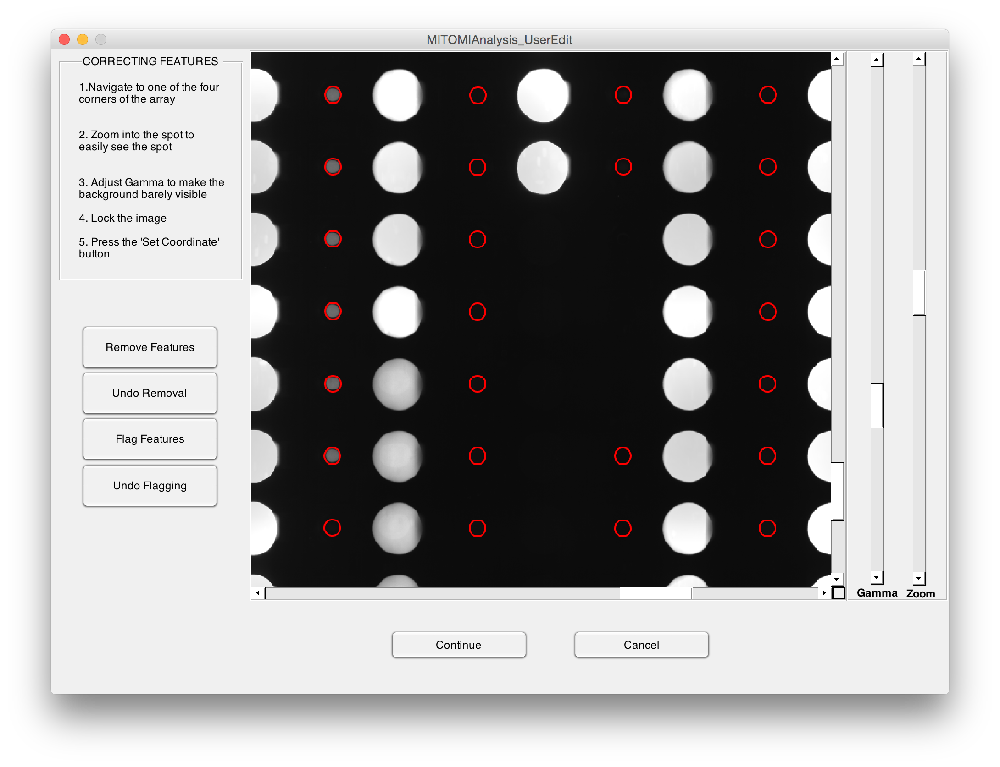 MITOMIAnalysis_UserEdit
CORRECTING FEATURES
1.Navigate to one of the four
corners of the array
2. Zoom into the spot to
easily see the spot
3. Adjust Gamma to make the
background barely visible
4. Lock the image
5. Press the 'Set Coordinate'
button
Remove Features
Undo Removal
Flag Features
Undo Flagging
Gamma
Zoom
Continue
Cancel